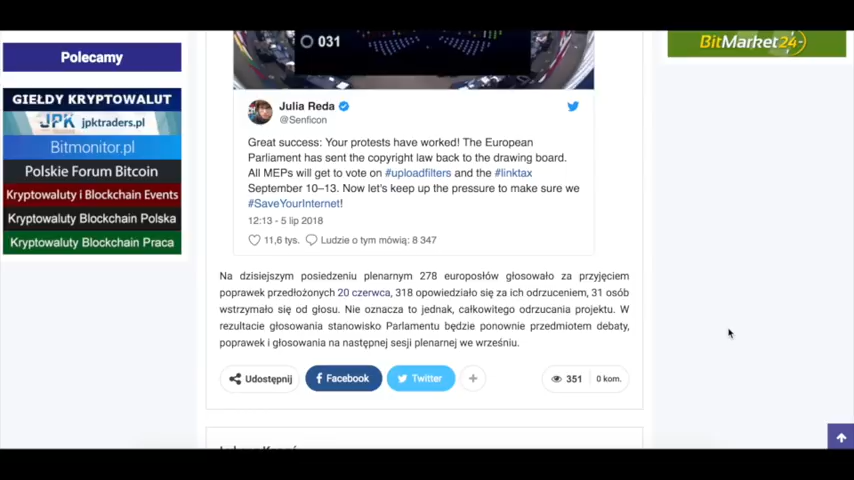 BitMarket24
031
Polecamy
GIEŁDY KRYPTOWALUT
JPK jpktraders.pl
Bitmonitor.pl
Polskie Forum Bitcoin
Kryptowaluty i Blockchain Events
Kryptowaluty Blockchain Polska
Kryptowaluty Blockchain Praca
Julia Reda
@Senficon
Great success: Your protests have worked! The European
Parliament has sent the copyright law back to the drawing board.
All MEPs will get to vote on #uploadfilters and the #linktax
September 10–13. Now let's keep up the pressure to make sure we
#SaveYourInternet!
12:13 - 5 lip 2018
11,6 tys. Ludzie o tym mówią: 8 347
Na dzisiejszym posiedzeniu plenarnym 278 europosłów głosowało za przyjęciem
poprawek przedłożonych 20 czerwca, 318 opowiedziało się za ich odrzuceniem, 31 osób
wstrzymało się od głosu. Nie oznacza to jednak, całkowitego odrzucania projektu. W
rezultacie głosowania stanowisko Parlamentu będzie ponownie przedmiotem debaty,
poprawek i głosowania na następnej sesji plenarnej we wrześniu.
Udostępnij Facebook Twitter + 351 0 kom.